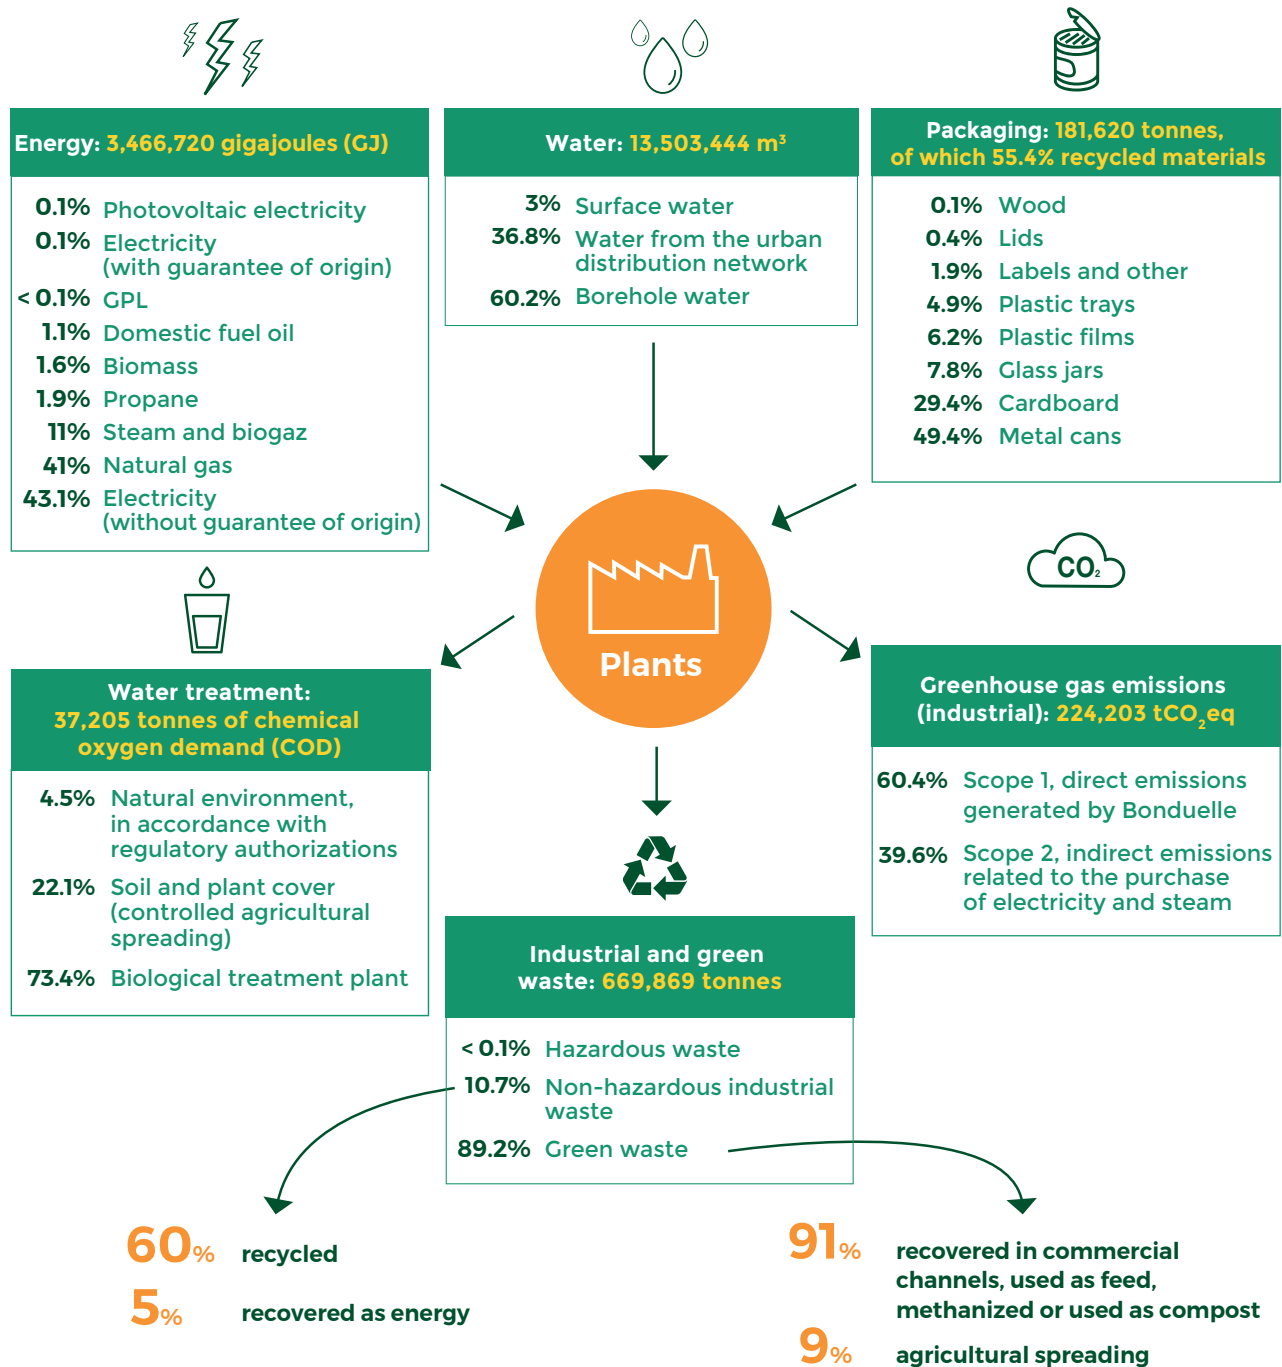 Energy: 3,466,720 gigajoules (GJ)
0.1% Photovoltaic electricity
0.1% Electricity
(with guarantee of origin)
< 0.1% GPL
1.1% Domestic fuel oil
1.6% Biomass
1.9% Propane
11% Steam and biogaz
41% Natural gas
43.1% Electricity
(without guarantee of origin)
Water: 13,503,444 m³
3% Surface water
36.8% Water from the urban
distribution network
60.2% Borehole water
Packaging: 181,620 tonnes,
of which 55.4% recycled materials
0.1% Wood
0.4% Lids
1.9% Labels and other
4.9% Plastic trays
6.2% Plastic films
7.8% Glass jars
29.4% Cardboard
49.4% Metal cans
Plants
CO₂
Water treatment:
37,205 tonnes of chemical
oxygen demand (COD)
4.5% Natural environment,
in accordance with
regulatory authorizations
22.1% Soil and plant cover
(controlled agricultural
spreading)
73.4% Biological treatment plant
Greenhouse gas emissions
(industrial): 224,203 tCO₂eq
60.4% Scope 1, direct emissions
generated by Bonduelle
39.6% Scope 2, indirect emissions
related to the purchase
of electricity and steam
Industrial and green
waste: 669,869 tonnes
< 0.1% Hazardous waste
10.7% Non-hazardous industrial
waste
89.2% Green waste
60% recycled
5% recovered as energy
91% recovered in commercial
channels, used as feed,
methanized or used as compost
9% agricultural spreading